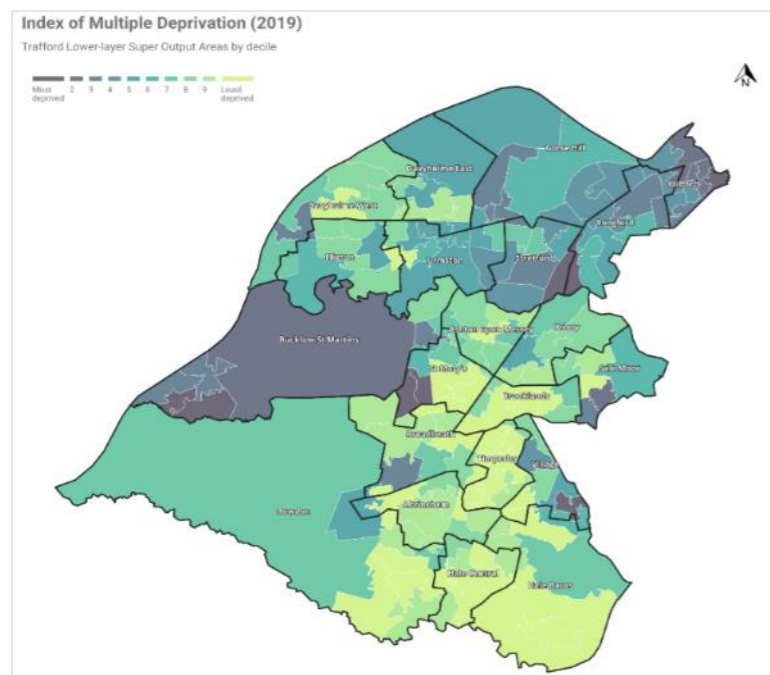 Index of Multiple Deprivation (2019)
Trafford Lower-layer Super Output Areas by decile
Most deprived 2 3 4 5 6 7 8 9 Least deprived
N
Gorse Hill
Davyhulme East
Clifford
Davyhulme West
Longford
Flixton
Urmston
Stretford
Bucklow St Martins
Ashton upon Mersey
Priory
St Mary's
Sale Moor
Brooklands
Broadheath
Timperley
Village
Bowdon
Altrincham
Hale Central
Hale Barns